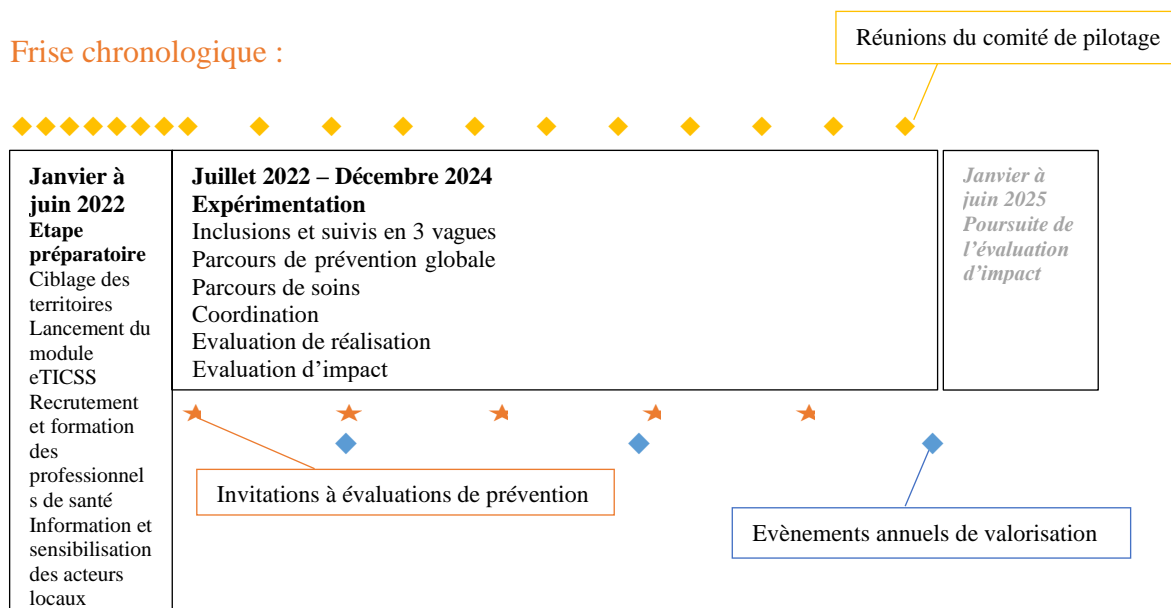 Réunions du comité de pilotage
Frise chronologique :
Janvier à
juin 2022
Etape
préparatoire
Ciblage des
territoires
Lancement du
module
eTICSS
Recrutement
et formation
des
professionnel
s de santé
Information et
sensibilisation
des acteurs
locaux
Juillet 2022 – Décembre 2024
Expérimentation
Inclusions et suivis en 3 vagues
Parcours de prévention globale
Parcours de soins
Coordination
Evaluation de réalisation
Evaluation d’impact
Janvier à
juin 2025
Poursuite de
l’évaluation
d’impact
Invitations à évaluations de prévention
Evènements annuels de valorisation